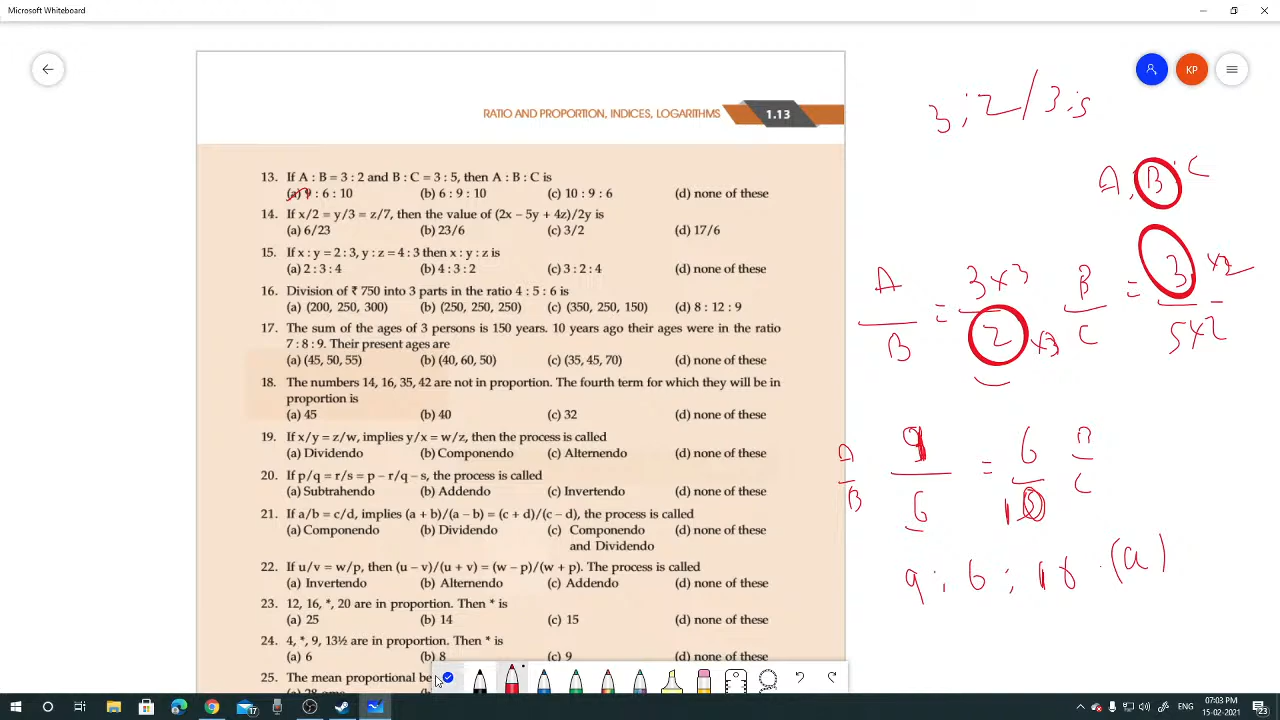 Microsoft Whiteboard
KP
RATIO AND PROPORTION, INDICES, LOGARITHMS 1.13
13. If A : B = 3 : 2 and B : C = 3 : 5, then A : B : C is
(a) 9 : 6 : 10 (b) 6 : 9 : 10 (c) 10 : 9 : 6 (d) none of these
14. If x/2 = y/3 = z/7, then the value of (2x – 5y + 4z)/2y is
(a) 6/23 (b) 23/6 (c) 3/2 (d) 17/6
15. If x : y = 2 : 3, y : z = 4 : 3 then x : y : z is
(a) 2 : 3 : 4 (b) 4 : 3 : 2 (c) 3 : 2 : 4 (d) none of these
16. Division of ₹ 750 into 3 parts in the ratio 4 : 5 : 6 is
(a) (200, 250, 300) (b) (250, 250, 250) (c) (350, 250, 150) (d) 8 : 12 : 9
17. The sum of the ages of 3 persons is 150 years. 10 years ago their ages were in the ratio
7 : 8 : 9. Their present ages are
(a) (45, 50, 55) (b) (40, 60, 50) (c) (35, 45, 70) (d) none of these
18. The numbers 14, 16, 35, 42 are not in proportion. The fourth term for which they will be in
proportion is
(a) 45 (b) 40 (c) 32 (d) none of these
19. If x/y = z/w, implies y/x = w/z, then the process is called
(a) Dividendo (b) Componendo (c) Alternendo (d) none of these
20. If p/q = r/s = p – r/q – s, the process is called
(a) Subtrahendo (b) Addendo (c) Invertendo (d) none of these
21. If a/b = c/d, implies (a + b)/(a – b) = (c + d)/(c – d), the process is called
(a) Componendo (b) Dividendo (c) Componendo (d) none of these
and Dividendo
22. If u/v = w/p, then (u – v)/(u + v) = (w – p)/(w + p). The process is called
(a) Invertendo (b) Alternendo (c) Addendo (d) none of these
23. 12, 16, *, 20 are in proportion. Then * is
(a) 25 (b) 14 (c) 15 (d) none of these
24. 4, *, 9, 13½ are in proportion. Then * is
(a) 6 (b) 8 (c) 9 (d) none of these
25. The mean proportional be
3 : 2 / 3 : 5
A : B : C
A 3×3 B 3 ×2
= =
B 2 ×3 C 5×2
A 9 = 6 B
B 6 10 C
9 : 6 : 10 . (a)
07:03 PM
15-02-2021
23